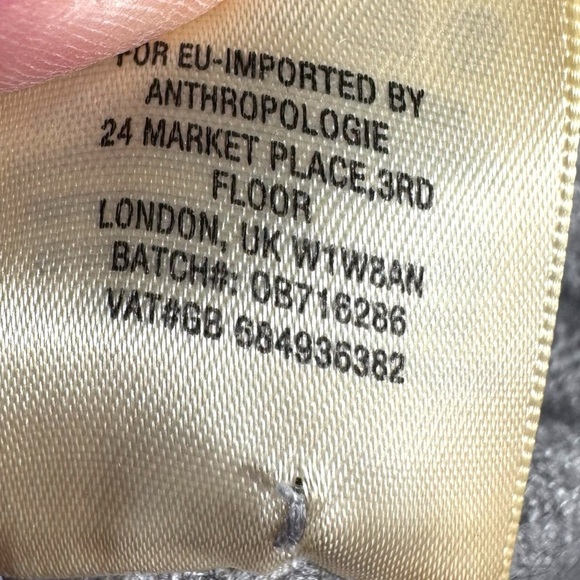 FOR EU-IMPORTED BY
ANTHROPOLOGIE
24 MARKET PLACE,3RD
FLOOR
LONDON, UK W1W8AN
BATCH#: OB716286
VAT#GB 684936382